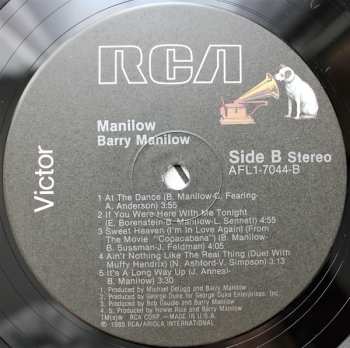 RCA
Victor
Manilow
Barry Manilow
Side B Stereo
AFL1-7044-B
1 At The Dance (B. Manilow-C. Fearing-
A. Anderson) 3:55
2 If You Were Here With Me Tonight
(E. Borenstein-D. Manilow-L. Sennett) 
3 Sweet Heaven (I'm In Love Again) (From
The Movie "Copacabana") (B. Manilow-
B. Sussman-J. Feldman) 4:05
4 Ain't Nothing Like The Real Thing (Duet With
Muffy Hendrix) (N. Ashford-V. Simpson) 3:13
5 It's A Long Way Up (J. Anneal-
B. Manilow) 3:30
1. Produced by Michael DeLugg and Barry Manilow
2. Produced by George Duke for George Duke Enterprises, Inc.
3. Produced by Bob Gaudio and Barry Manilow
4. & 5. Produced by Howie Rice and Barry Manilow
RCA CORP. - MADE IN U.S.A.
1985 RCA/ARIOLA INTERNATIONAL